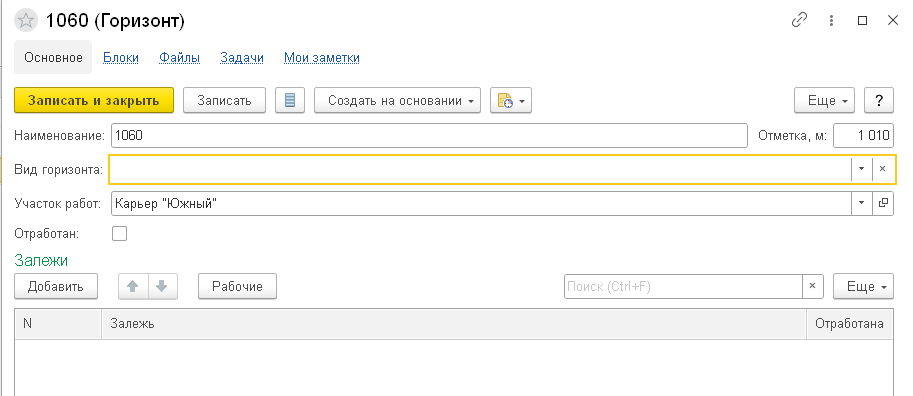 1060 (Горизонт)
Основное Блоки Файлы Задачи Мои заметки
Записать и закрыть Записать Создать на основании Еще ?
Наименование: 1060 Отметка, м: 1 010
Вид горизонта:
Участок работ: Карьер "Южный"
Отработан:
Залежи
Добавить Рабочие Поиск (Ctrl+F) × Еще
N Залежь Отработана